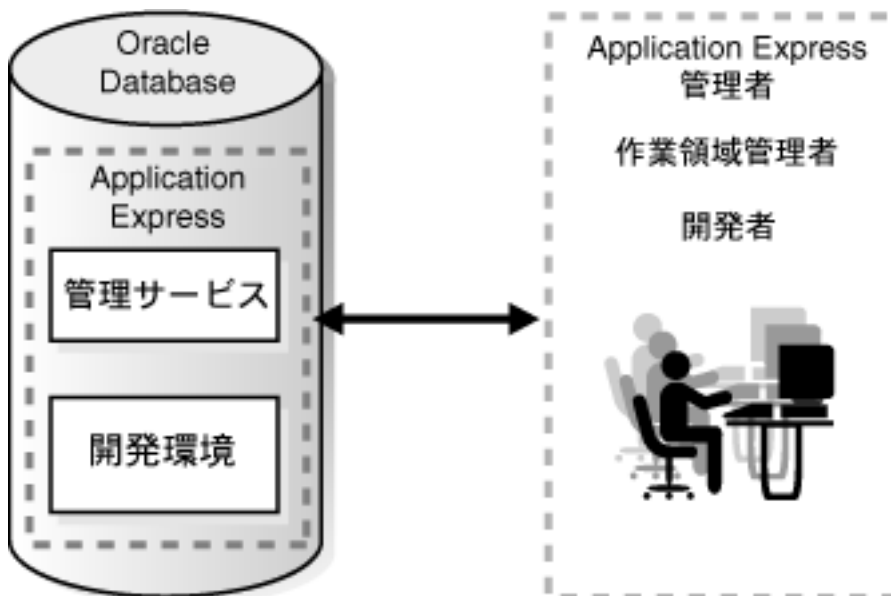 Oracle
Database
Application
Express
管理サービス
開発環境
Application Express
管理者
作業領域管理者
開発者